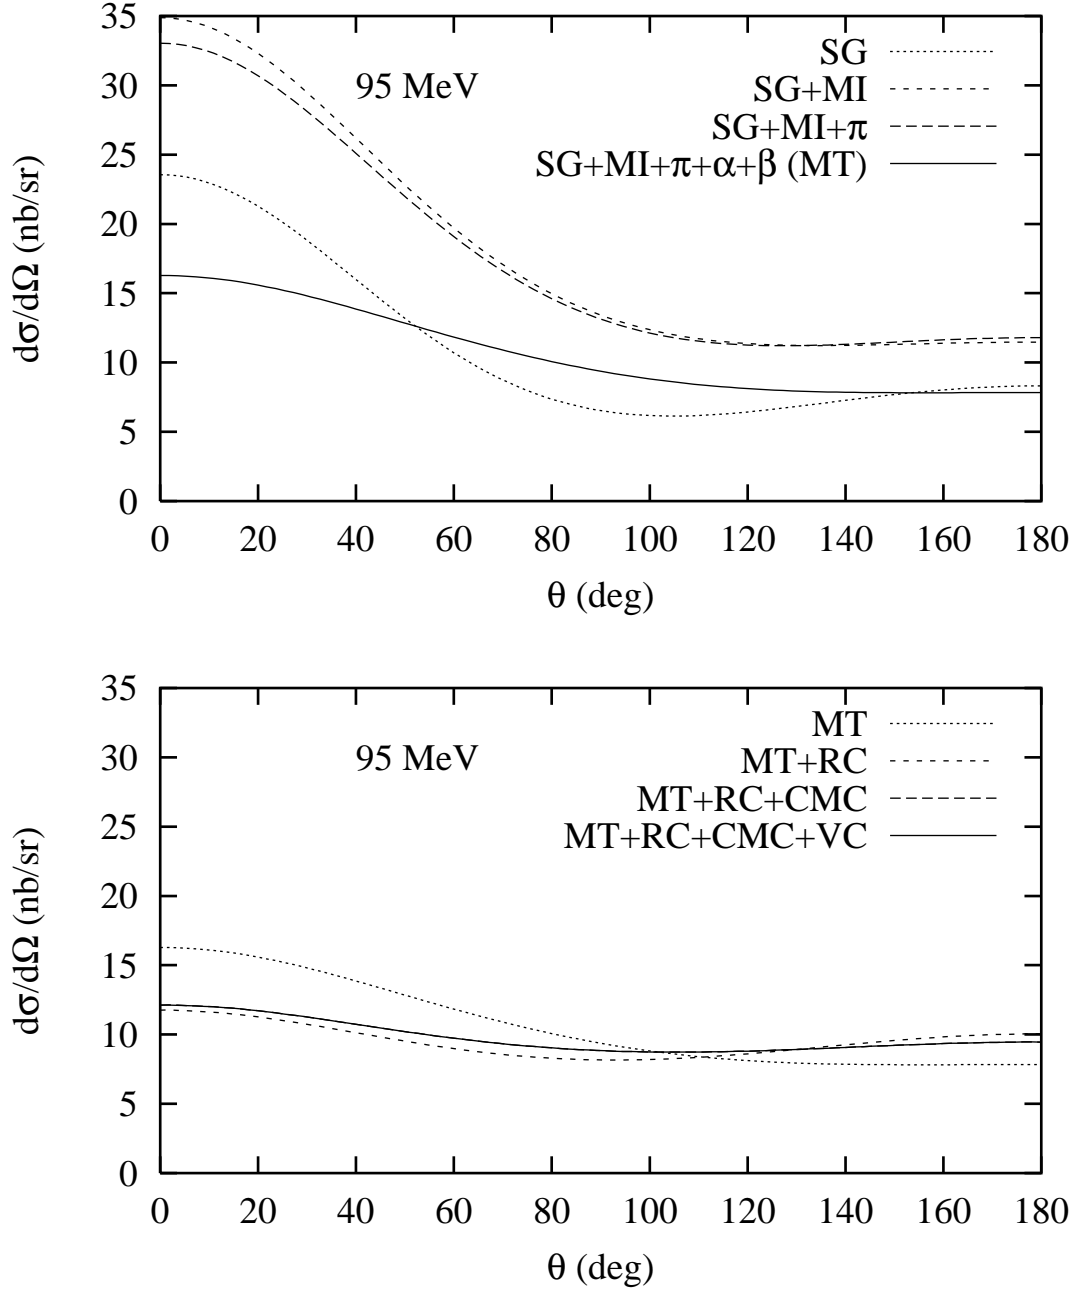 35
30
25
20
15
10
5
0
dσ/dΩ (nb/sr)
95 MeV
SG
SG+MI
SG+MI+π
SG+MI+π+α+β (MT)
0 20 40 60 80 100 120 140 160 180
θ (deg)
35
30
25
20
15
10
5
0
dσ/dΩ (nb/sr)
95 MeV
MT
MT+RC
MT+RC+CMC
MT+RC+CMC+VC
0 20 40 60 80 100 120 140 160 180
θ (deg)